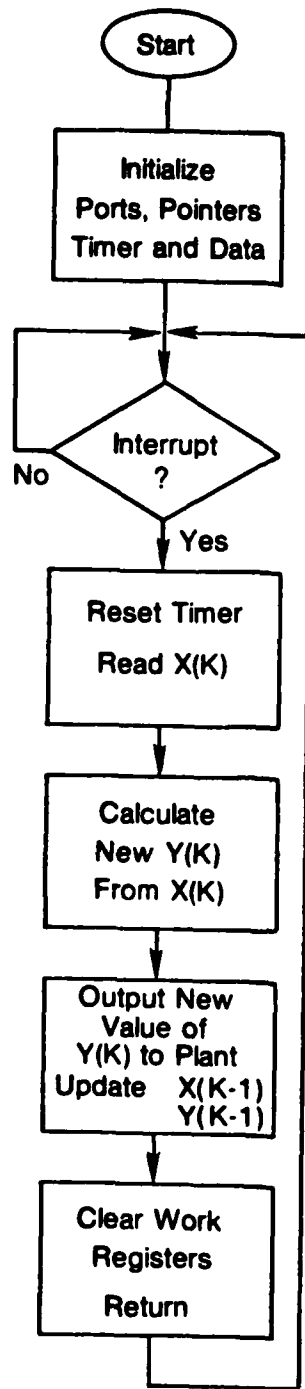 Start
Initialize
Ports, Pointers
Timer and Data
Interrupt
?
No
Yes
Reset Timer
Read X(K)
Calculate
New Y(K)
From X(K)
Output New
Value of
Y(K) to Plant
Update X(K-1)
Y(K-1)
Clear Work
Registers
Return